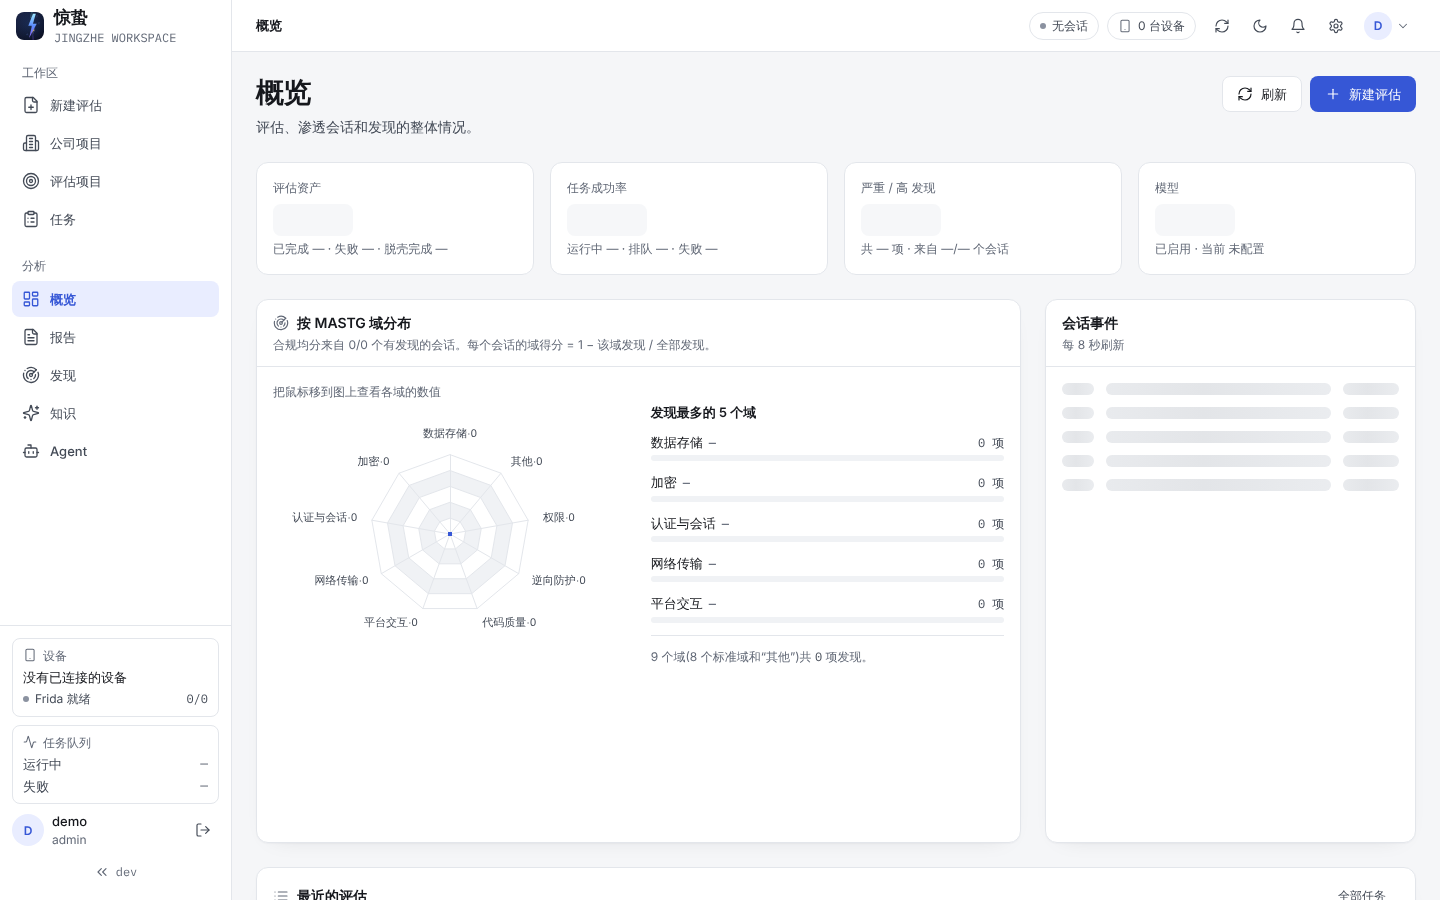 惊蛰
JINGZHE WORKSPACE
工作区
新建评估
公司项目
评估项目
任务
分析
概览
报告
发现
知识
Agent
设备
没有已连接的设备
Frida 就绪 0/0
任务队列
运行中 —
失败 —
D demo
admin
dev
概览
无会话
0 台设备
D
概览
评估、渗透会话和发现的整体情况。
刷新
新建评估
评估资产
已完成 — · 失败 — · 脱壳完成 —
任务成功率
运行中 — · 排队 — · 失败 —
严重 / 高 发现
共 — 项 · 来自 —/— 个会话
模型
已启用 · 当前 未配置
按 MASTG 域分布
合规均分来自 0/0 个有发现的会话。每个会话的域得分 = 1 − 该域发现 / 全部发现。
把鼠标移到图上查看各域的数值
数据存储·0
加密·0
其他·0
认证与会话·0
权限·0
网络传输·0
逆向防护·0
平台交互·0
代码质量·0
发现最多的 5 个域
数据存储 — 0 项
加密 — 0 项
认证与会话 — 0 项
网络传输 — 0 项
平台交互 — 0 项
9 个域(8 个标准域和“其他”)共 0 项发现。
会话事件
每 8 秒刷新
最近的评估
全部任务